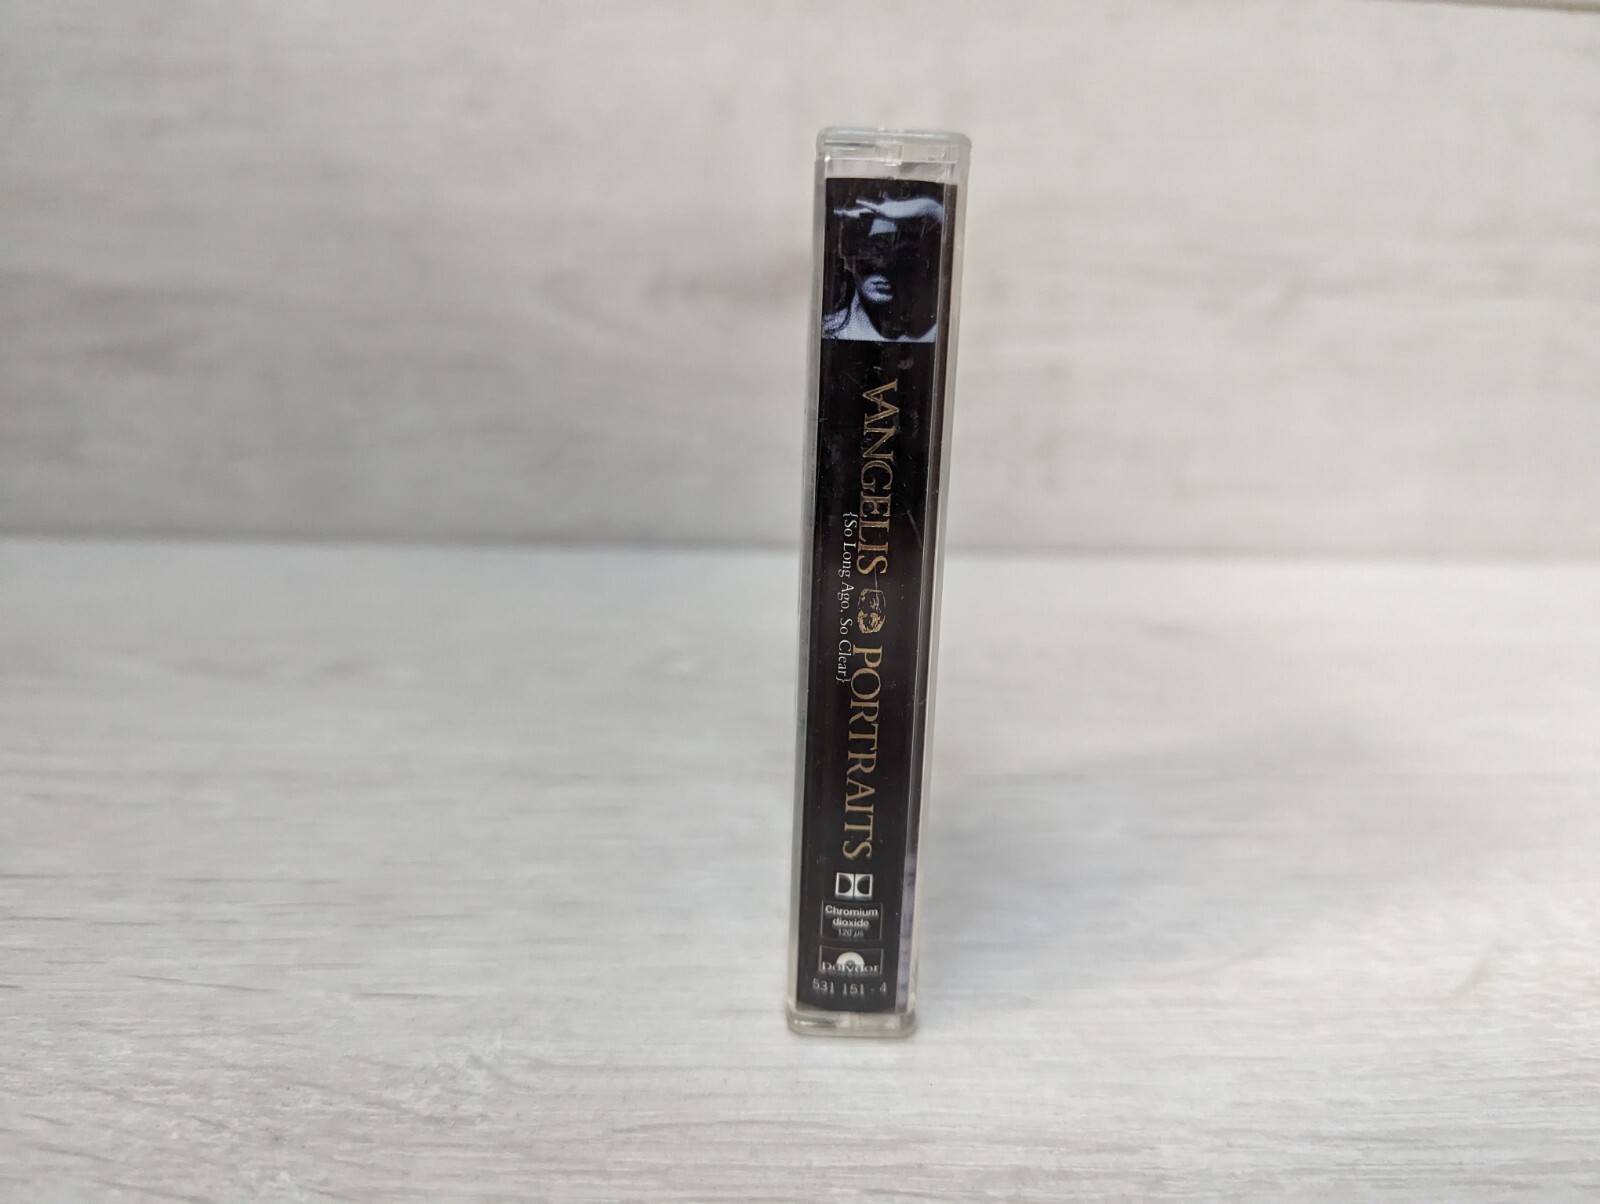 VANGELIS PORTRAITS
{So Long Ago, So Clear}
Chromium
dioxide
120 µs
polydor
531 151 - 4